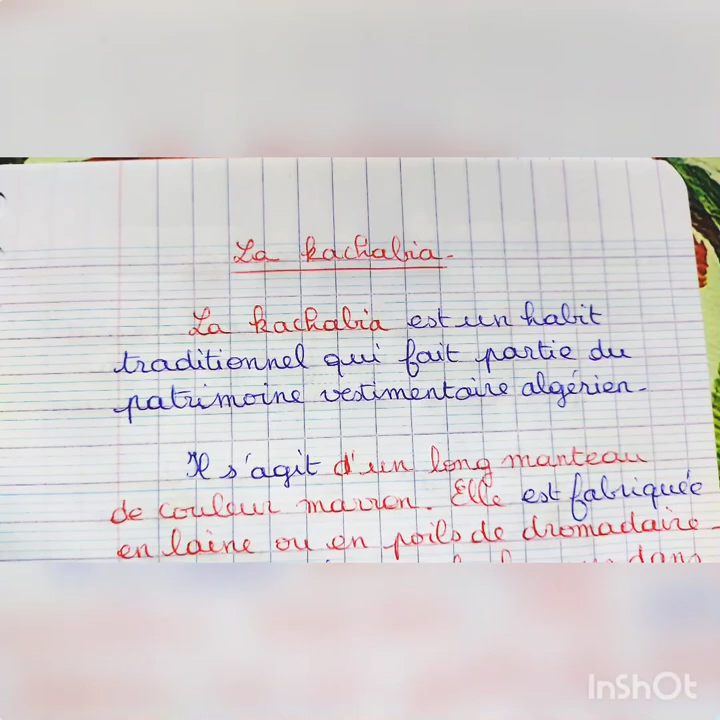 La kachabia.
La kachabia est un habit
traditionnel qui fait partie du
patrimoine vestimentaire algérien.
Il s'agit d'un long manteau
de couleur marron. Elle est fabriquée
en laine ou en poils de dromadaire.
dans
InShOt